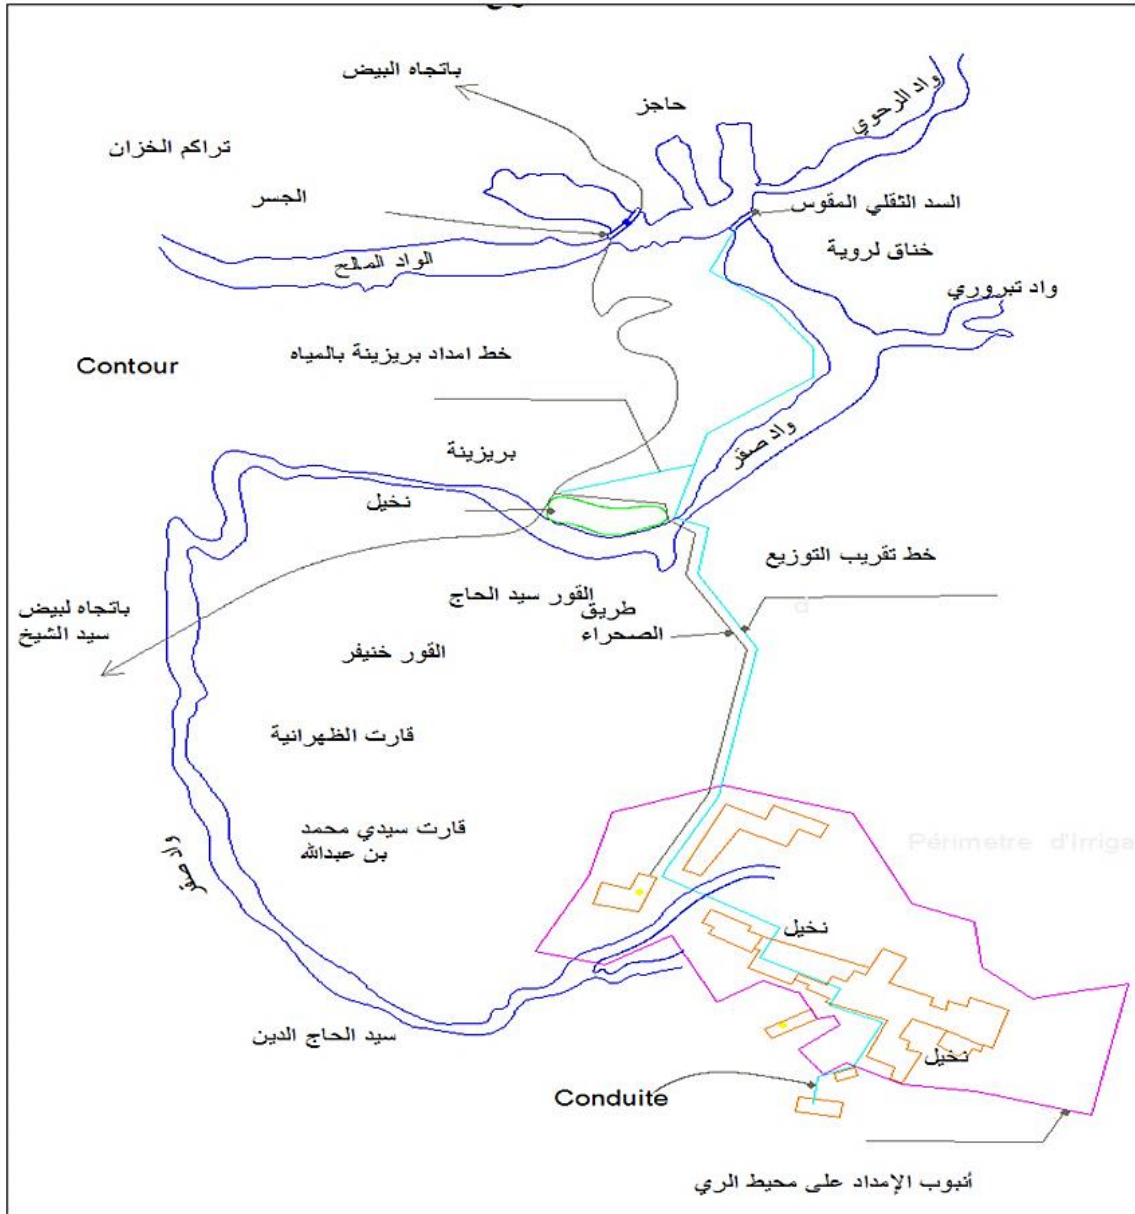 باتجاه البيض
حاجز
واد الرحوي
تراكم الخزان
الجسر
السد الثقلي المقوس
خناق لروية
الواد المالح
واد تبروري
خط امداد بريزينة بالمياه
Contour
واد صقر
بريزينة
نخيل
خط تقريب التوزيع
القور سيد الحاج
طريق
الصحراء
باتجاه لبيض
سيد الشيخ
القور خنيفر
قارت الظهرانية
قارت سيدي محمد
بن عبدالله
واد صقر
Périmetre d'Irriga
نخيل
سيد الحاج الدين
نخيل
Conduite
أنبوب الإمداد على محيط الري